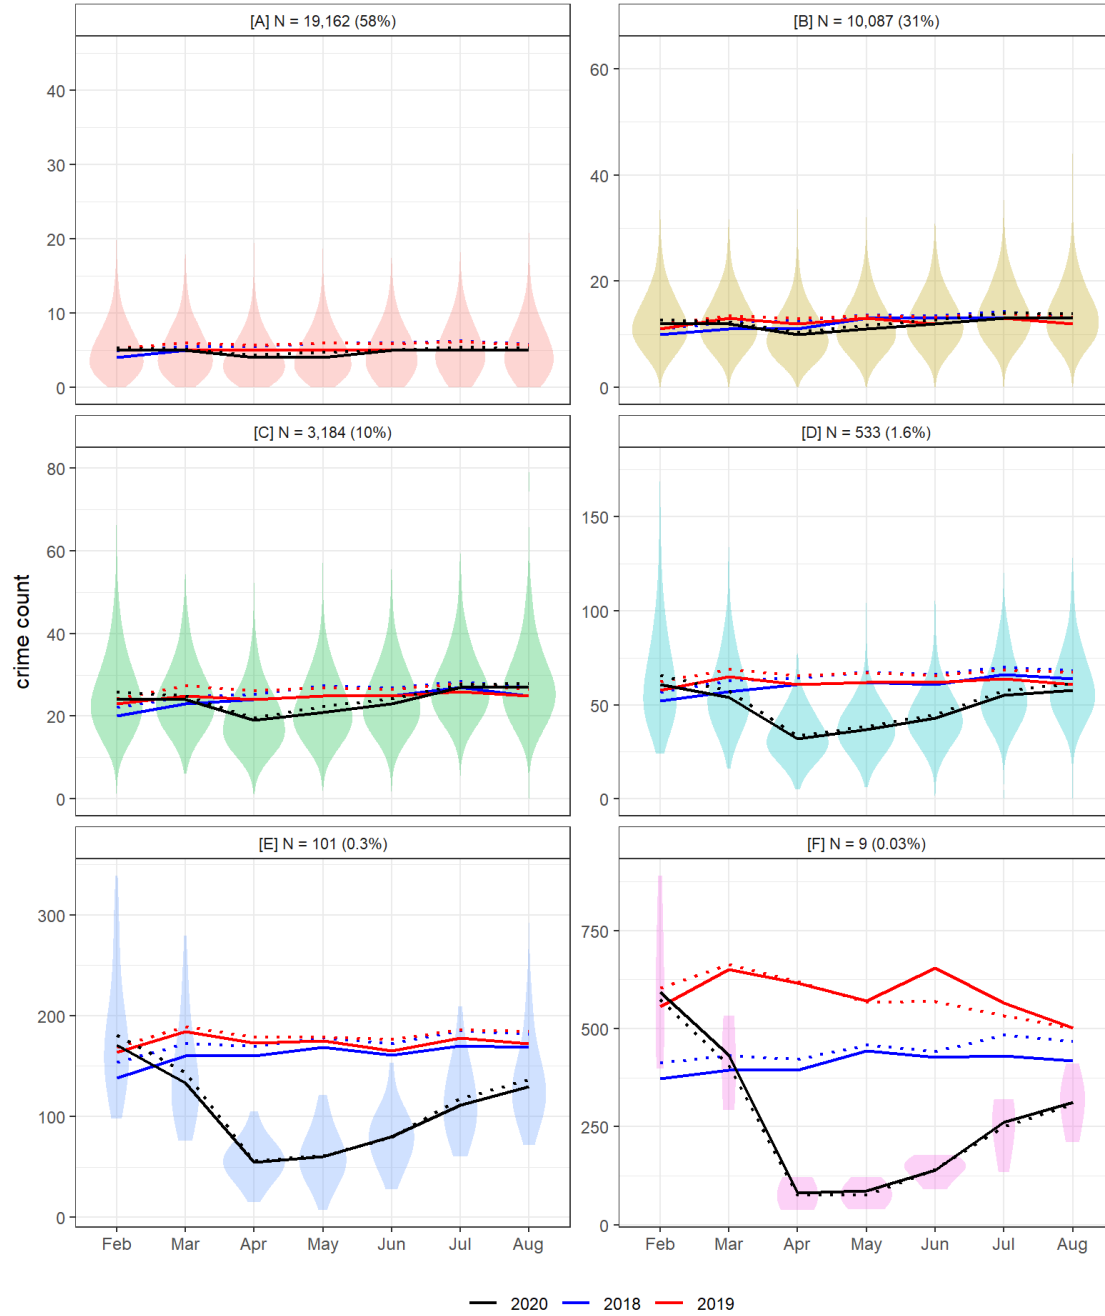 [A] N = 19,162 (58%)
[B] N = 10,087 (31%)
40
30
20
10
0
60
40
20
0
[C] N = 3,184 (10%)
[D] N = 533 (1.6%)
80
60
40
20
0
150
100
50
0
crime count
[E] N = 101 (0.3%)
[F] N = 9 (0.03%)
300
200
100
0
750
500
250
0
Feb Mar Apr May Jun Jul Aug
Feb Mar Apr May Jun Jul Aug
2020 2018 2019